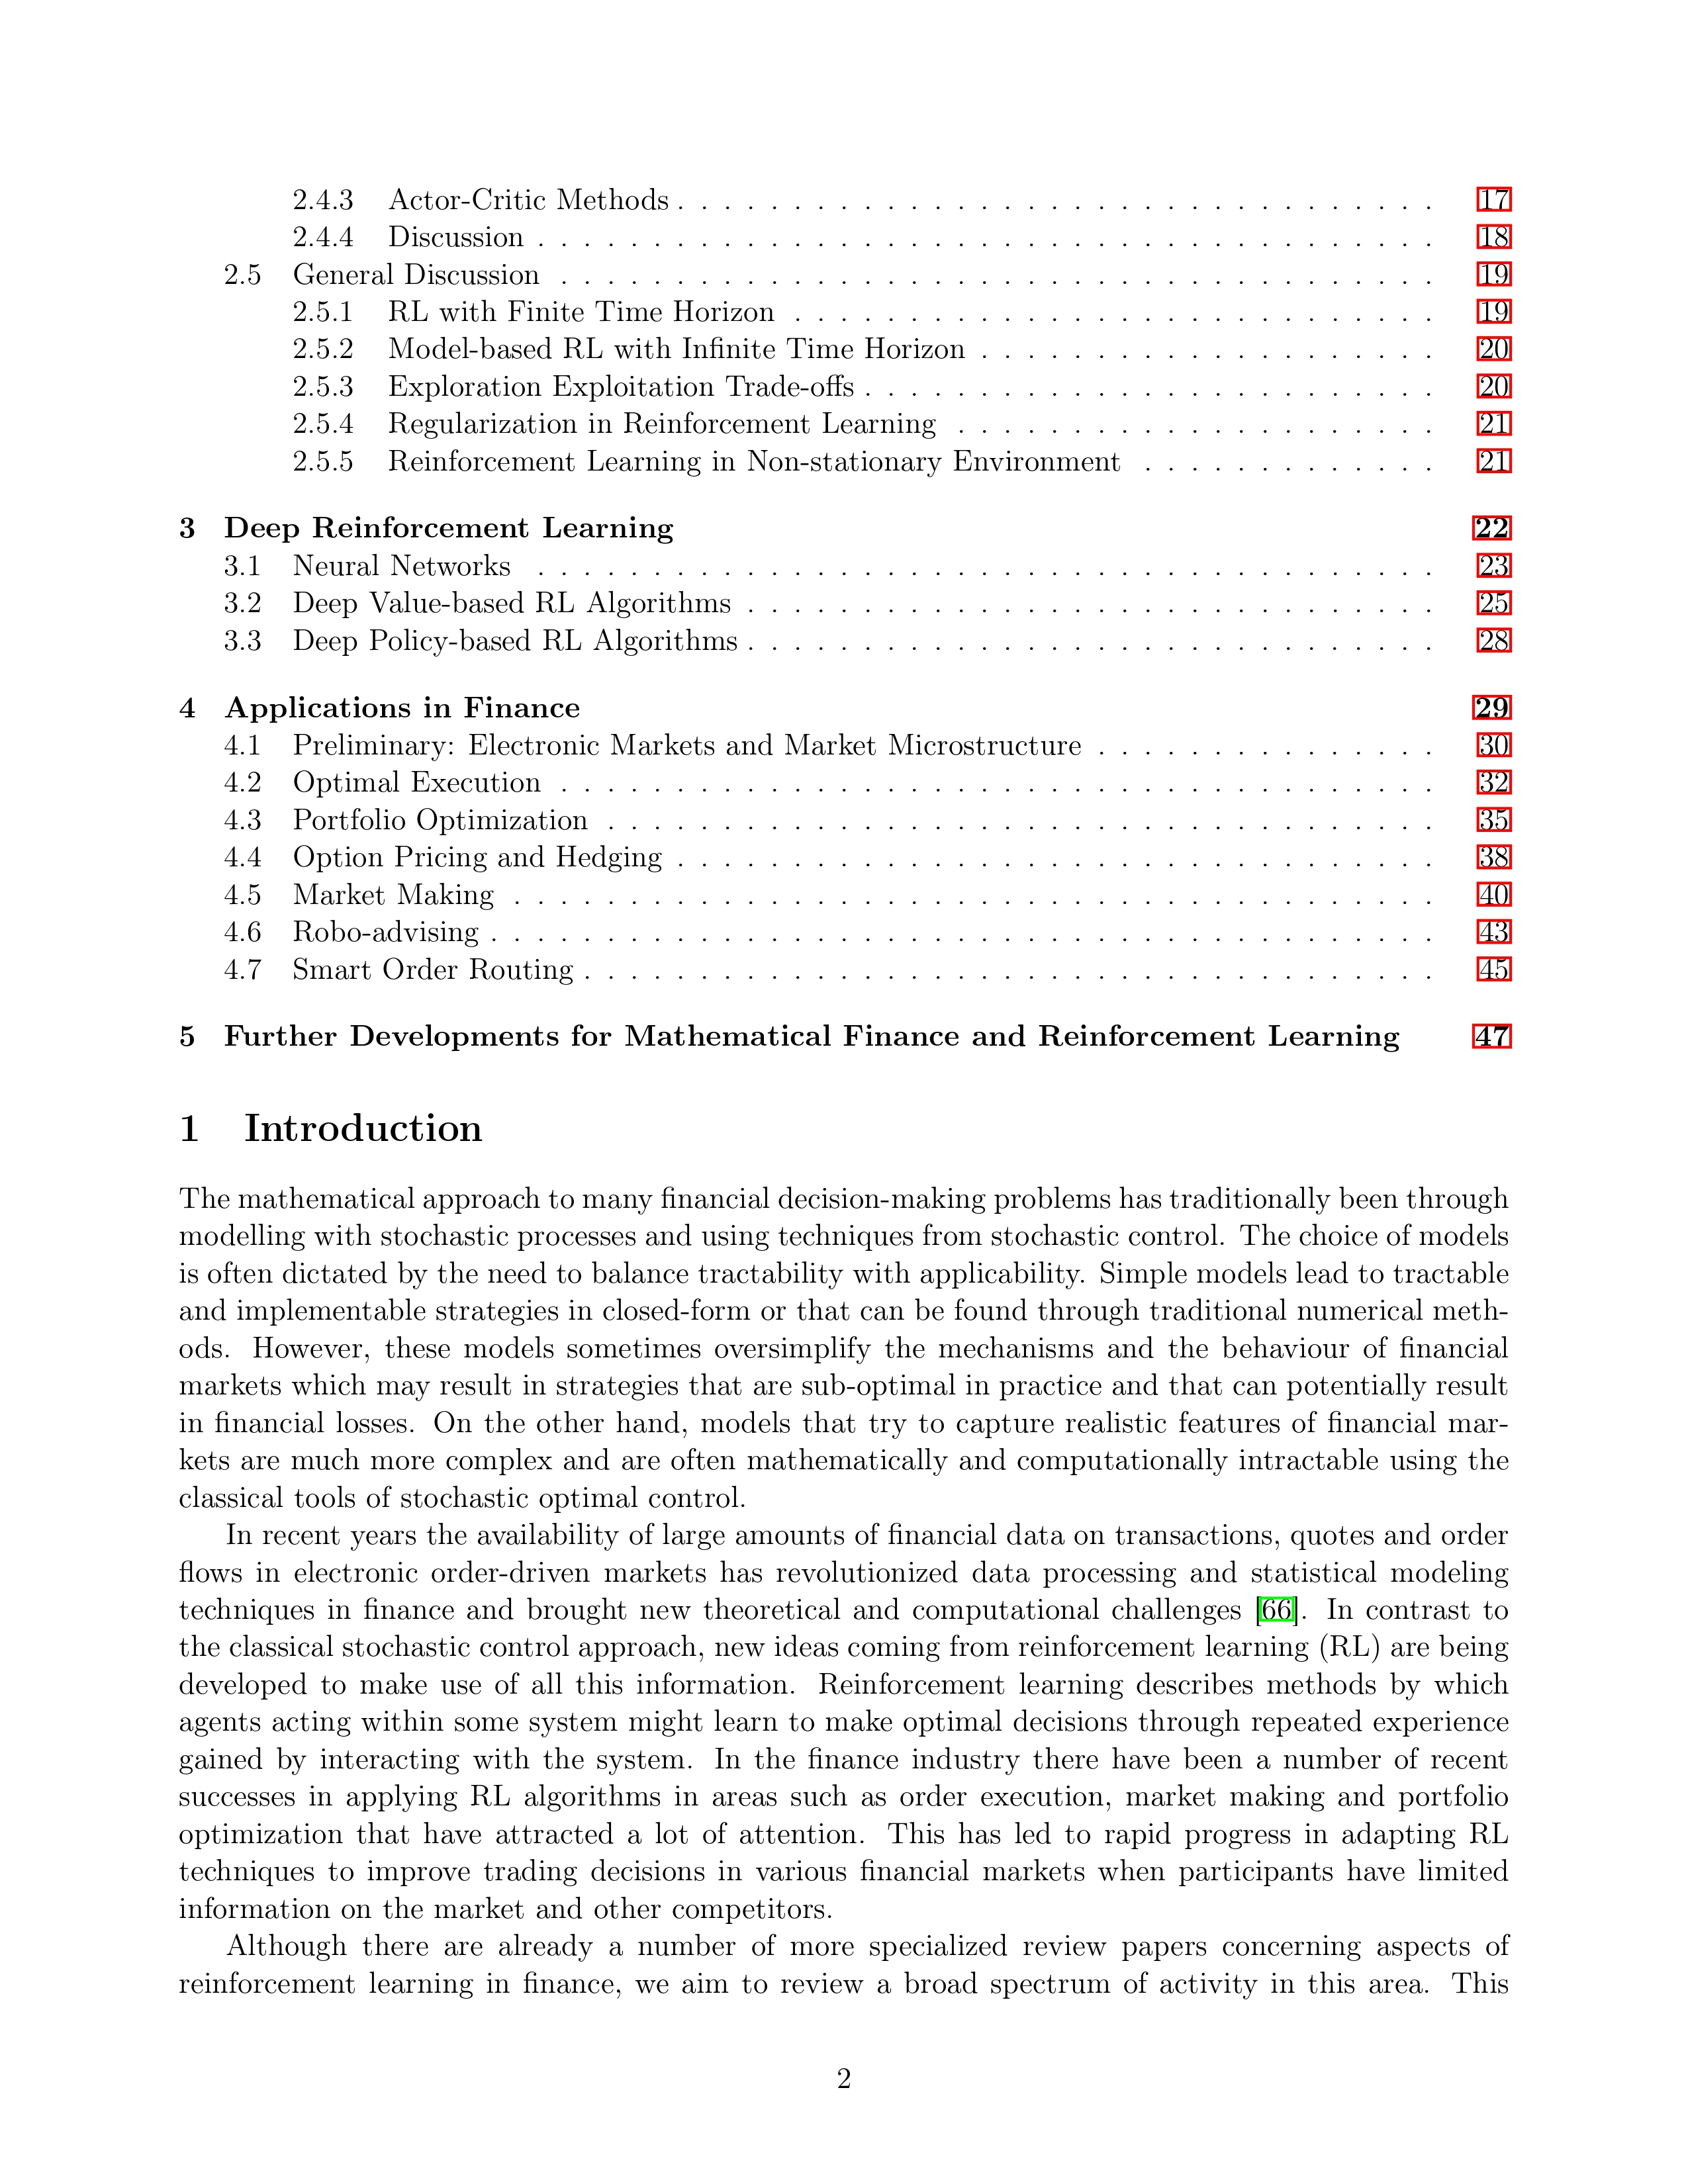 2.4.3 Actor-Critic Methods . . . . . . . . . . . . . . . . . . . . . . . . . . . . . . . . . 17
2.4.4 Discussion . . . . . . . . . . . . . . . . . . . . . . . . . . . . . . . . . . . . . . . 18
2.5 General Discussion . . . . . . . . . . . . . . . . . . . . . . . . . . . . . . . . . . . . . . 19
2.5.1 RL with Finite Time Horizon . . . . . . . . . . . . . . . . . . . . . . . . . . . . 19
2.5.2 Model-based RL with Infinite Time Horizon . . . . . . . . . . . . . . . . . . . . 20
2.5.3 Exploration Exploitation Trade-offs . . . . . . . . . . . . . . . . . . . . . . . . . 20
2.5.4 Regularization in Reinforcement Learning . . . . . . . . . . . . . . . . . . . . . 21
2.5.5 Reinforcement Learning in Non-stationary Environment . . . . . . . . . . . . . 21
3 Deep Reinforcement Learning 22
3.1 Neural Networks . . . . . . . . . . . . . . . . . . . . . . . . . . . . . . . . . . . . . . . 23
3.2 Deep Value-based RL Algorithms . . . . . . . . . . . . . . . . . . . . . . . . . . . . . . 25
3.3 Deep Policy-based RL Algorithms . . . . . . . . . . . . . . . . . . . . . . . . . . . . . . 28
4 Applications in Finance 29
4.1 Preliminary: Electronic Markets and Market Microstructure . . . . . . . . . . . . . . . 30
4.2 Optimal Execution . . . . . . . . . . . . . . . . . . . . . . . . . . . . . . . . . . . . . . 32
4.3 Portfolio Optimization . . . . . . . . . . . . . . . . . . . . . . . . . . . . . . . . . . . . 35
4.4 Option Pricing and Hedging . . . . . . . . . . . . . . . . . . . . . . . . . . . . . . . . . 38
4.5 Market Making . . . . . . . . . . . . . . . . . . . . . . . . . . . . . . . . . . . . . . . . 40
4.6 Robo-advising . . . . . . . . . . . . . . . . . . . . . . . . . . . . . . . . . . . . . . . . . 43
4.7 Smart Order Routing . . . . . . . . . . . . . . . . . . . . . . . . . . . . . . . . . . . . . 45
5 Further Developments for Mathematical Finance and Reinforcement Learning 47
1 Introduction
The mathematical approach to many financial decision-making problems has traditionally been through
modelling with stochastic processes and using techniques from stochastic control. The choice of models
is often dictated by the need to balance tractability with applicability. Simple models lead to tractable
and implementable strategies in closed-form or that can be found through traditional numerical meth-
ods. However, these models sometimes oversimplify the mechanisms and the behaviour of financial
markets which may result in strategies that are sub-optimal in practice and that can potentially result
in financial losses. On the other hand, models that try to capture realistic features of financial mar-
kets are much more complex and are often mathematically and computationally intractable using the
classical tools of stochastic optimal control.
In recent years the availability of large amounts of financial data on transactions, quotes and order
flows in electronic order-driven markets has revolutionized data processing and statistical modeling
techniques in finance and brought new theoretical and computational challenges [66]. In contrast to
the classical stochastic control approach, new ideas coming from reinforcement learning (RL) are being
developed to make use of all this information. Reinforcement learning describes methods by which
agents acting within some system might learn to make optimal decisions through repeated experience
gained by interacting with the system. In the finance industry there have been a number of recent
successes in applying RL algorithms in areas such as order execution, market making and portfolio
optimization that have attracted a lot of attention. This has led to rapid progress in adapting RL
techniques to improve trading decisions in various financial markets when participants have limited
information on the market and other competitors.
Although there are already a number of more specialized review papers concerning aspects of
reinforcement learning in finance, we aim to review a broad spectrum of activity in this area. This
2